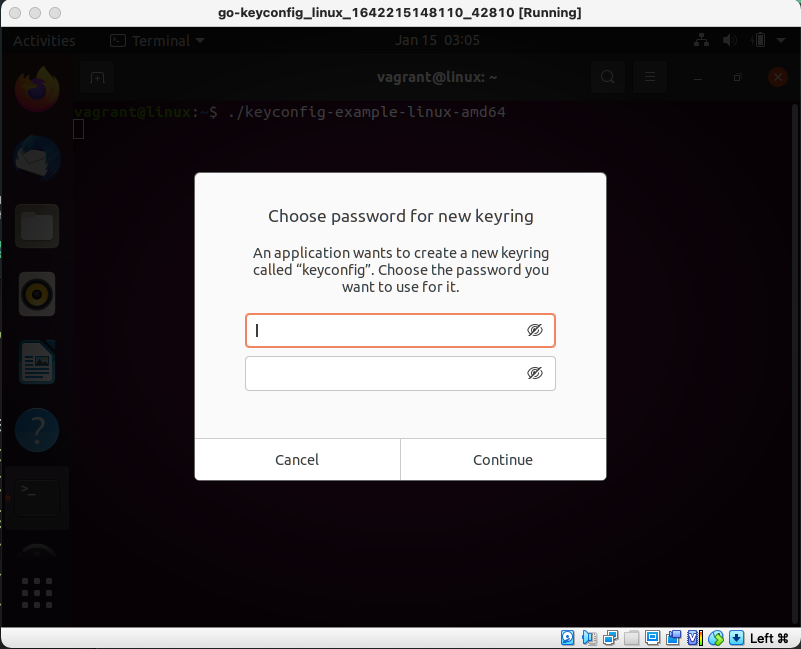 go-keyconfig_linux_1642215148110_42810 [Running]
Activities
Terminal
Jan 15 03:05
vagrant@linux: ~
vagrant@linux:~$ ./keyconfig-example-linux-amd64
Choose password for new keyring
An application wants to create a new keyring
called “keyconfig”. Choose the password you
want to use for it.
Cancel
Continue
Left ⌘